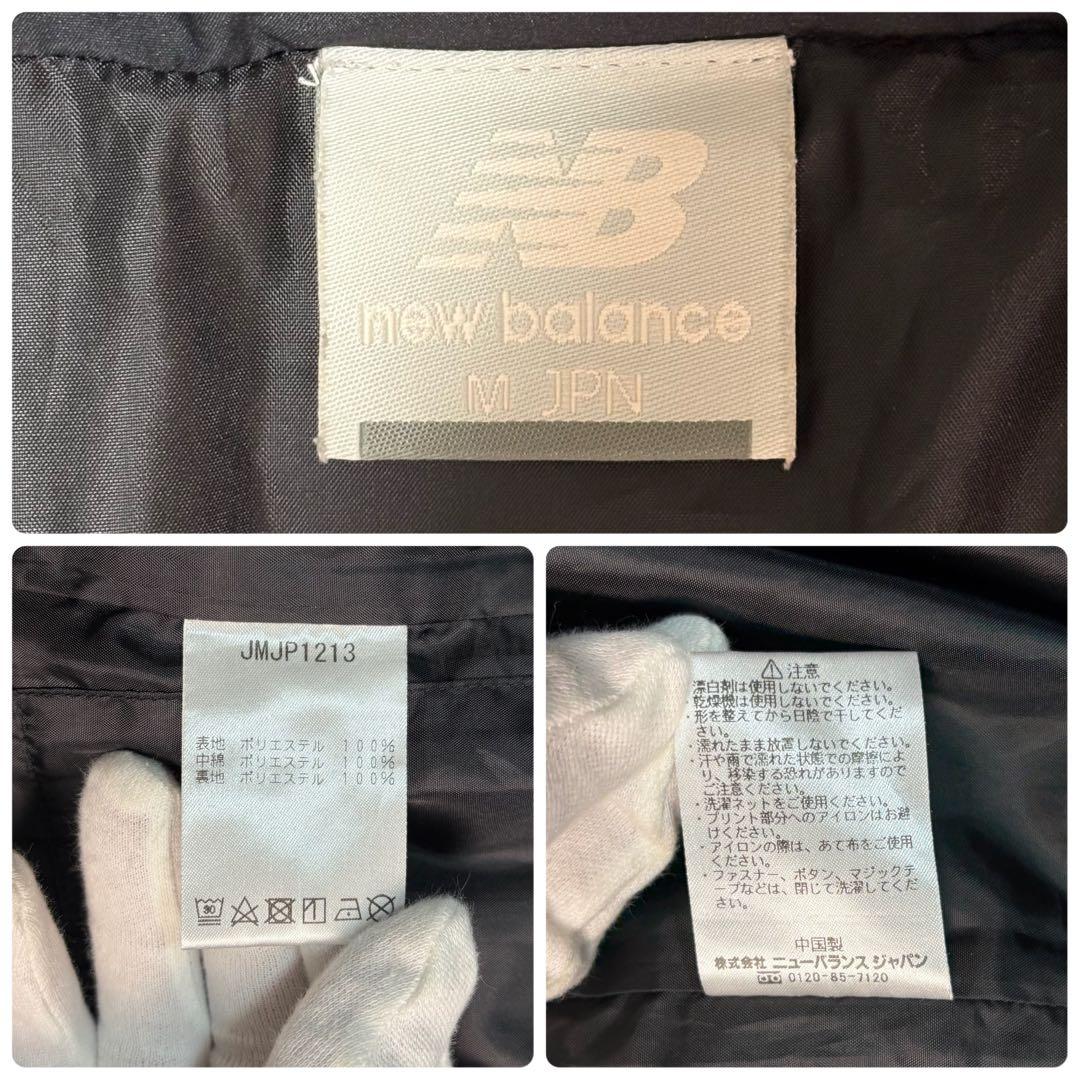 NB
new balance
M JPN
JMJP1213
表地 ポリエステル 100%
中綿 ポリエステル 100%
裏地 ポリエステル 100%
30
⚠注意
漂白剤は使用しないでください。
乾燥機は使用しないでください。
・形を整えてから日陰で干してくだ
さい。
・濡れたまま放置しないでください。
・汗や雨で濡れた状態での摩擦によ
り、移染する恐れがありますので
ご注意ください。
・洗濯ネットをご使用ください。
・プリント部分へのアイロンはお避
けください。
・アイロンの際は、あて布をご使用
ください。
・ファスナー、ボタン、マジックテ
ープなどは、閉じて洗濯してくだ
さい。
中国製
株式会社 ニューバランス ジャパン
0120-85-7120